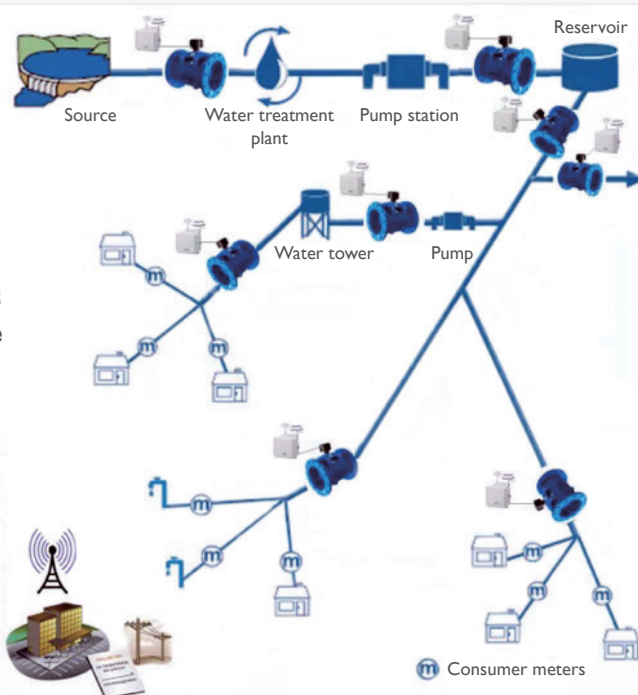 Reservoir
Source
Water treatment
plant
Pump station
Water tower
Pump
m
m
m
m
m
m
m
m
m
m Consumer meters